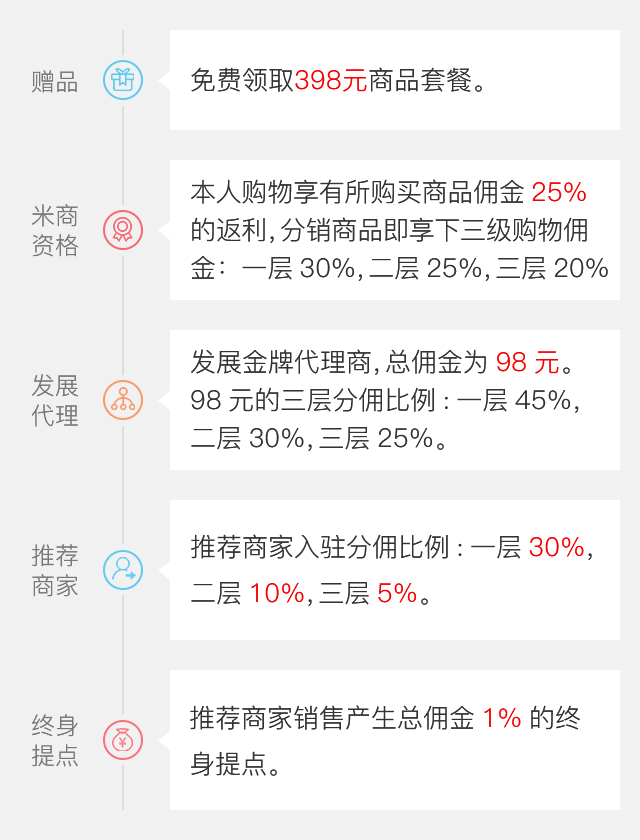 赠品
免费领取398元商品套餐。
米商
资格
本人购物享有所购买商品佣金 25%
的返利,分销商品即享下三级购物佣
金：一层 30%,二层 25%,三层 20%
发展
代理
发展金牌代理商,总佣金为 98 元。
98 元的三层分佣比例 : 一层 45%,
二层 30%,三层 25%。
推荐
商家
推荐商家入驻分佣比例 : 一层 30%,
二层 10%,三层 5%。
终身
提点
推荐商家销售产生总佣金 1% 的终
身提点。